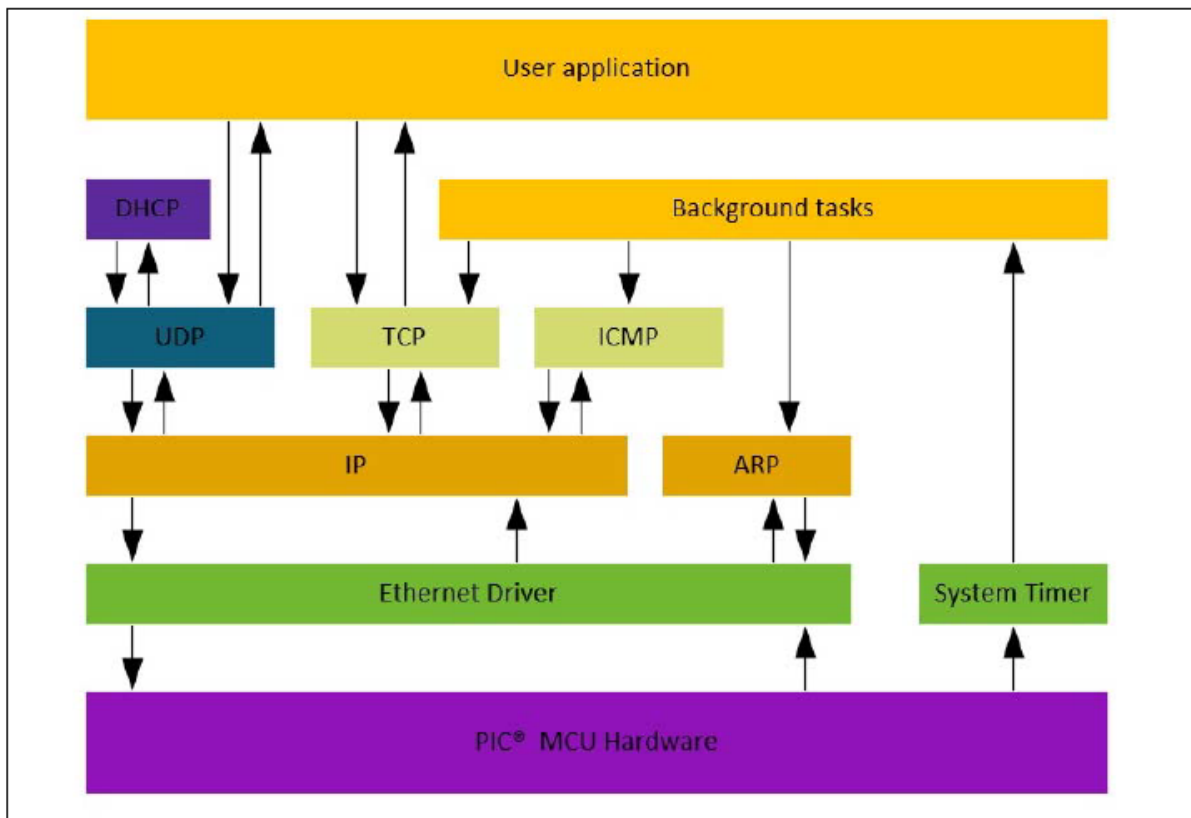 User application
DHCP
Background tasks
UDP
TCP
ICMP
IP
ARP
Ethernet Driver
System Timer
PIC® MCU Hardware